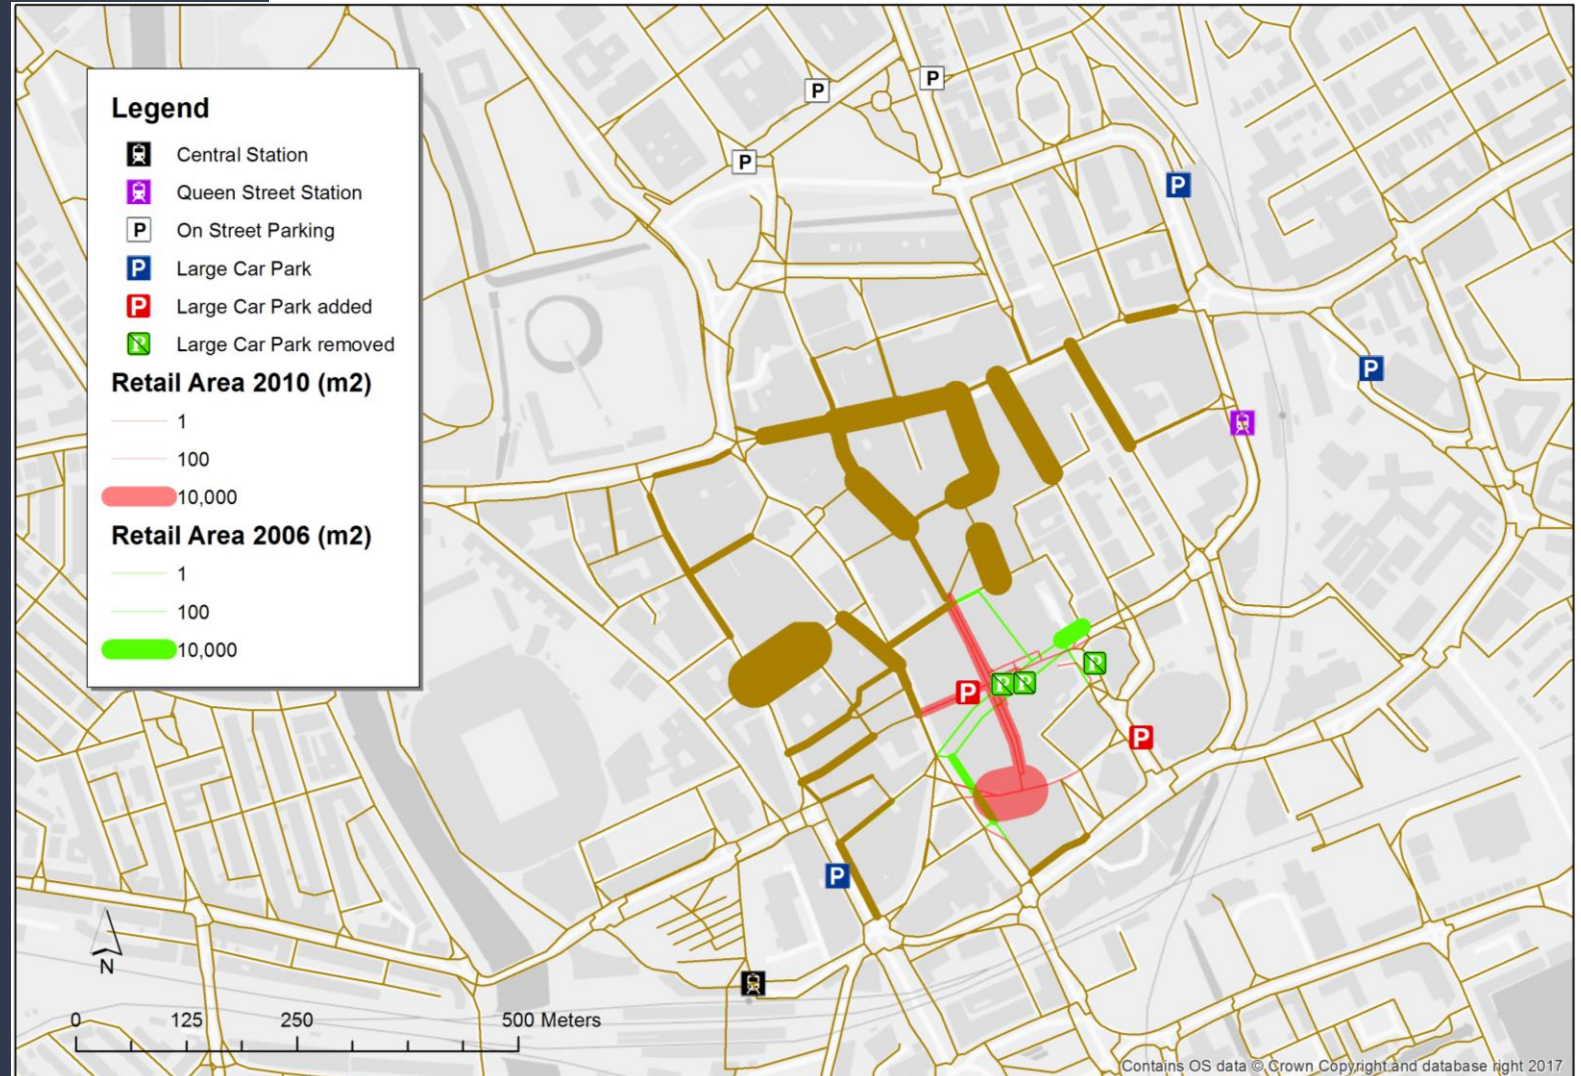 Legend
Central Station
Queen Street Station
P On Street Parking
P Large Car Park
P Large Car Park added
P Large Car Park removed
Retail Area 2010 (m2)
1
100
10,000
Retail Area 2006 (m2)
1
100
10,000
P
P
P
P
P
P
P
P
P
P
P
N
0 125 250 500 Meters
Contains OS data © Crown Copyright and database right 2017